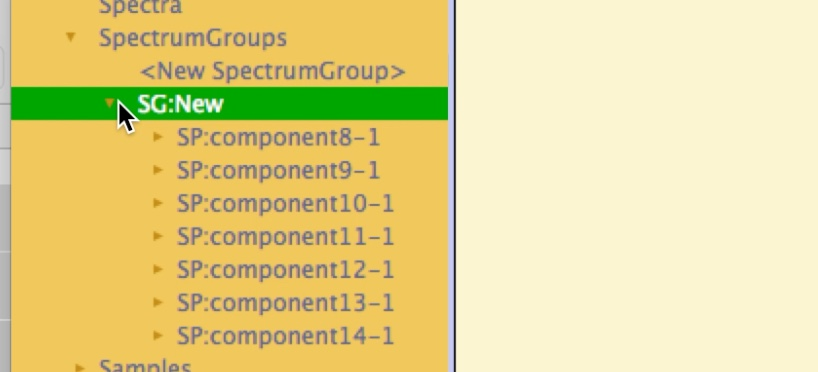 Spectra
SpectrumGroups
<New SpectrumGroup>
SG:New
SP:component8-1
SP:component9-1
SP:component10-1
SP:component11-1
SP:component12-1
SP:component13-1
SP:component14-1
Samples